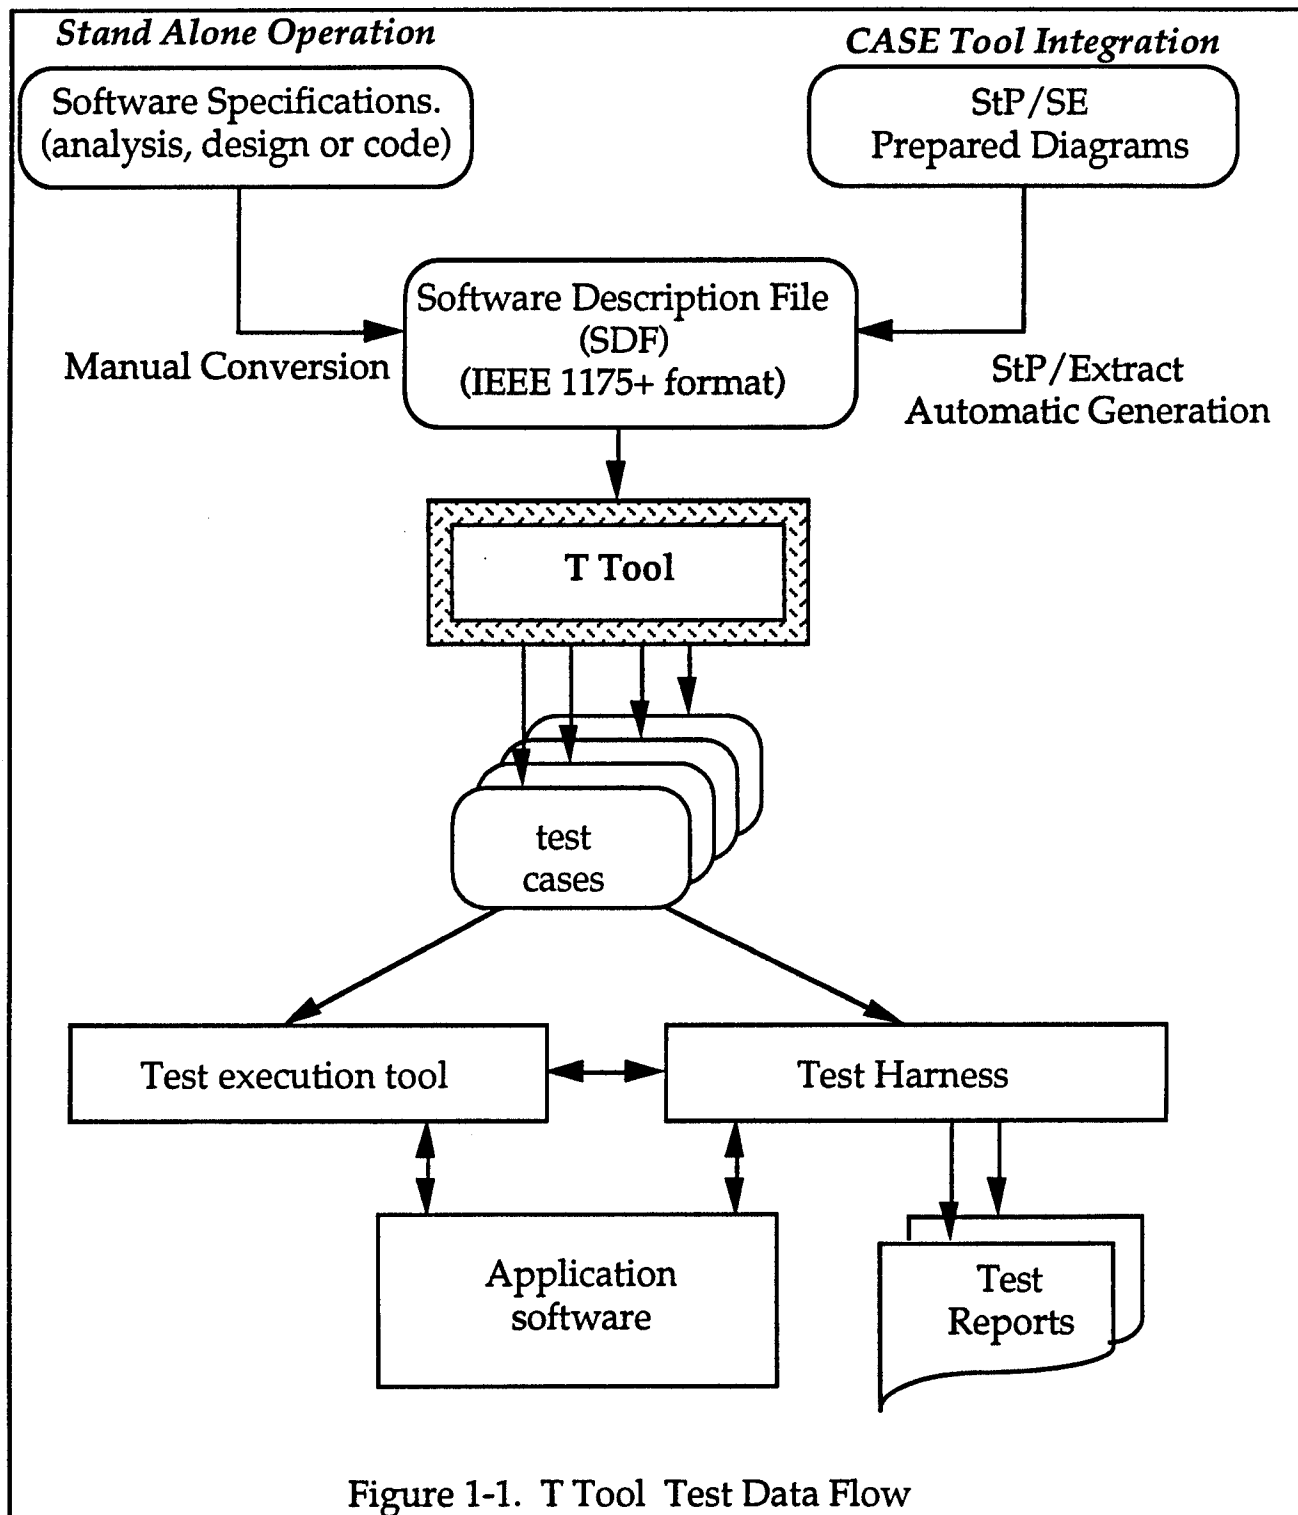 Stand Alone Operation
CASE Tool Integration
Software Specifications.
(analysis, design or code)
StP/SE
Prepared Diagrams
Software Description File
(SDF)
(IEEE 1175+ format)
Manual Conversion
StP/Extract
Automatic Generation
T Tool
test
cases
Test execution tool
Test Harness
Application
software
Test
Reports
Figure 1-1. T Tool Test Data Flow